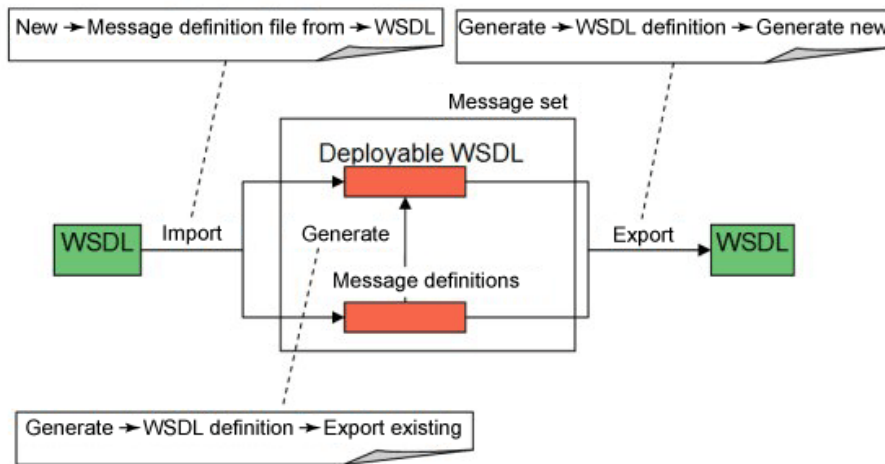 New → Message definition file from → WSDL
Generate → WSDL definition → Generate new
Message set
Deployable WSDL
WSDL
Import
Generate
Export
WSDL
Message definitions
Generate → WSDL definition → Export existing